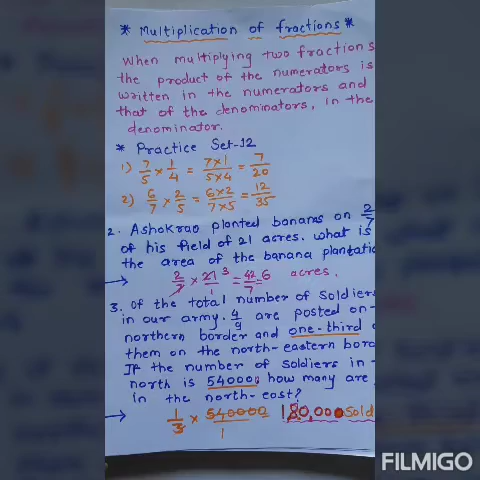 * Multiplication of fractions *
When multiplying two fractions
the product of the numerators is
written in the numerators and
that of the denominators, in the
denominator.
* Practice Set-12
1) 7/5 × 1/4 = 7×1/5×4 = 7/20
2) 6/7 × 2/5 = 6×2/7×5 = 12/35
2. Ashokrao planted bananas on 2/7
of his field of 21 acres. What is
the area of the banana plantatio
→ 2/7 × 21/1 3 = 42/7 = 6 acres.
3. Of the total number of soldiers
in our army. 4/9 are posted on-
northern border and one-third
them on the north-eastern bord
If the number of soldiers in-
north is 540000 how many are
in the north-east?
→ 1/3 × 540000/1 = 180,000 Sold
FILMIGO